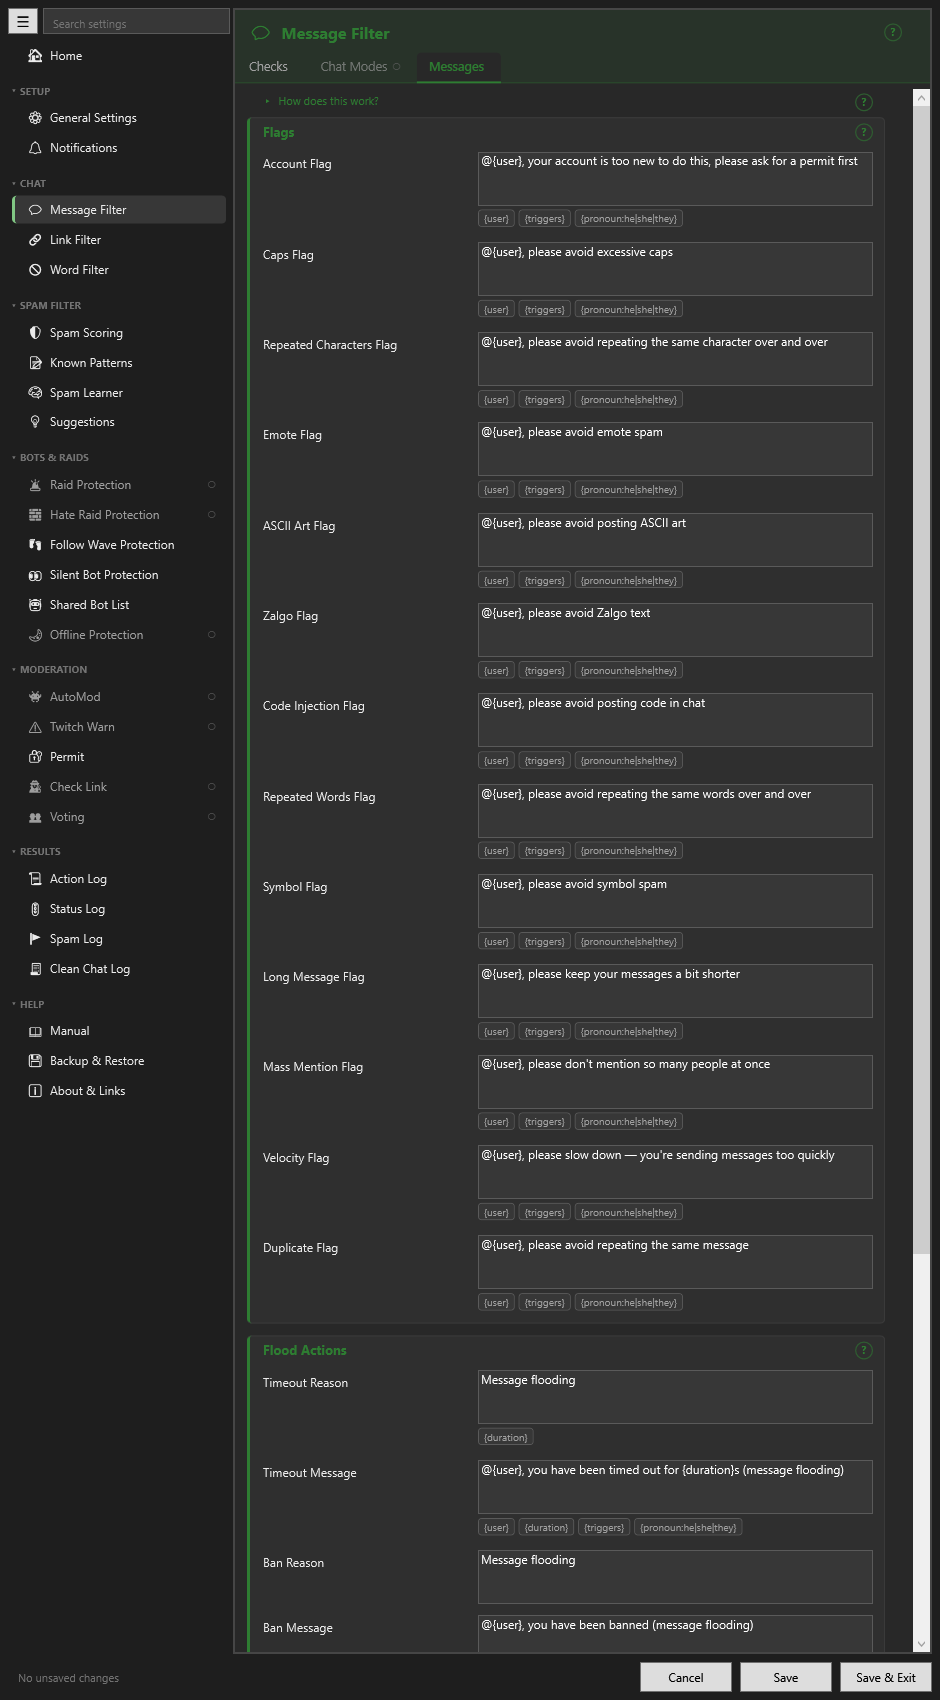 ☰
Search settings
Home
SETUP
General Settings
Notifications
CHAT
Message Filter
Link Filter
Word Filter
SPAM FILTER
Spam Scoring
Known Patterns
Spam Learner
Suggestions
BOTS & RAIDS
Raid Protection
Hate Raid Protection
Follow Wave Protection
Silent Bot Protection
Shared Bot List
Offline Protection
MODERATION
AutoMod
Twitch Warn
Permit
Check Link
Voting
RESULTS
Action Log
Status Log
Spam Log
Clean Chat Log
HELP
Manual
Backup & Restore
About & Links
Message Filter ?
Checks Chat Modes Messages
How does this work? ?
Flags ?
Account Flag
@{user}, your account is too new to do this, please ask for a permit first
{user} {triggers} {pronoun:he|she|they}
Caps Flag
@{user}, please avoid excessive caps
{user} {triggers} {pronoun:he|she|they}
Repeated Characters Flag
@{user}, please avoid repeating the same character over and over
{user} {triggers} {pronoun:he|she|they}
Emote Flag
@{user}, please avoid emote spam
{user} {triggers} {pronoun:he|she|they}
ASCII Art Flag
@{user}, please avoid posting ASCII art
{user} {triggers} {pronoun:he|she|they}
Zalgo Flag
@{user}, please avoid Zalgo text
{user} {triggers} {pronoun:he|she|they}
Code Injection Flag
@{user}, please avoid posting code in chat
{user} {triggers} {pronoun:he|she|they}
Repeated Words Flag
@{user}, please avoid repeating the same words over and over
{user} {triggers} {pronoun:he|she|they}
Symbol Flag
@{user}, please avoid symbol spam
{user} {triggers} {pronoun:he|she|they}
Long Message Flag
@{user}, please keep your messages a bit shorter
{user} {triggers} {pronoun:he|she|they}
Mass Mention Flag
@{user}, please don't mention so many people at once
{user} {triggers} {pronoun:he|she|they}
Velocity Flag
@{user}, please slow down — you're sending messages too quickly
{user} {triggers} {pronoun:he|she|they}
Duplicate Flag
@{user}, please avoid repeating the same message
{user} {triggers} {pronoun:he|she|they}
Flood Actions ?
Timeout Reason
Message flooding
{duration}
Timeout Message
@{user}, you have been timed out for {duration}s (message flooding)
{user} {duration} {triggers} {pronoun:he|she|they}
Ban Reason
Message flooding
Ban Message
@{user}, you have been banned (message flooding)
No unsaved changes
Cancel Save Save & Exit